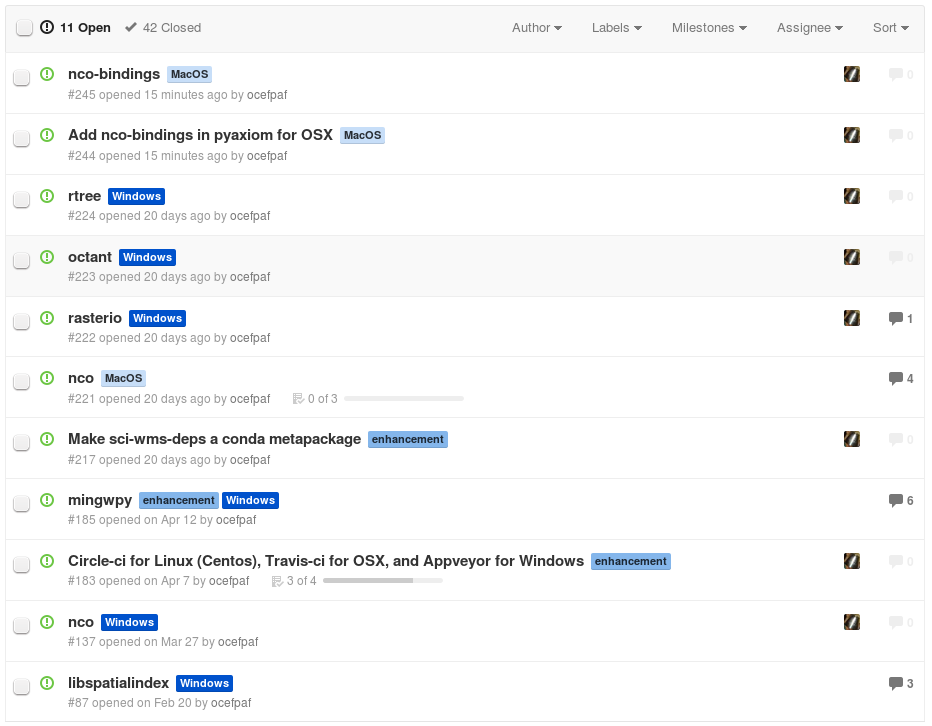 11 Open 42 Closed Author Labels Milestones Assignee Sort
nco-bindings MacOS 0
#245 opened 15 minutes ago by ocefpaf
Add nco-bindings in pyaxiom for OSX MacOS 0
#244 opened 15 minutes ago by ocefpaf
rtree Windows 0
#224 opened 20 days ago by ocefpaf
octant Windows 0
#223 opened 20 days ago by ocefpaf
rasterio Windows 1
#222 opened 20 days ago by ocefpaf
nco MacOS 4
#221 opened 20 days ago by ocefpaf 0 of 3
Make sci-wms-deps a conda metapackage enhancement 0
#217 opened 20 days ago by ocefpaf
mingwpy enhancement Windows 6
#185 opened on Apr 12 by ocefpaf
Circle-ci for Linux (Centos), Travis-ci for OSX, and Appveyor for Windows enhancement 0
#183 opened on Apr 7 by ocefpaf 3 of 4
nco Windows 0
#137 opened on Mar 27 by ocefpaf
libspatialindex Windows 3
#87 opened on Feb 20 by ocefpaf